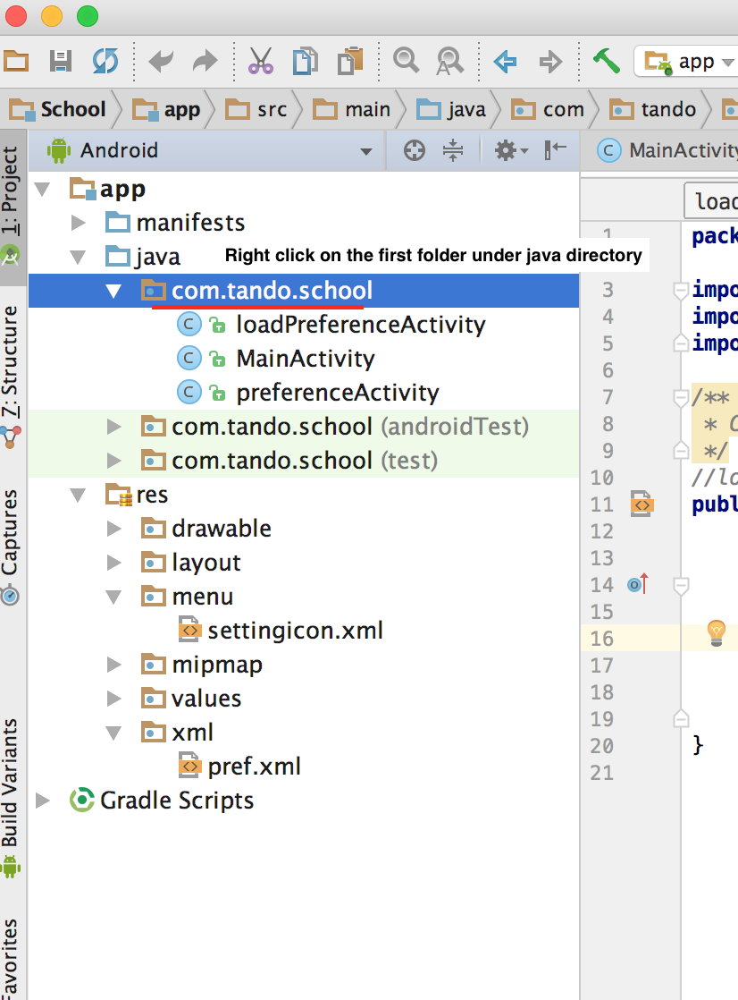 app
School app src main java com tando
Android
MainActivity
1: Project
Z: Structure
Captures
Build Variants
Favorites
app
manifests
java
Right click on the first folder under java directory
com.tando.school
loadPreferenceActivity
MainActivity
preferenceActivity
com.tando.school (androidTest)
com.tando.school (test)
res
drawable
layout
menu
settingicon.xml
mipmap
values
xml
pref.xml
Gradle Scripts
load
1 pack
3 impo
4 impo
5 impo
6
7 /**
8 * C
9 */
10 //lo
11 publ
12
13
14
15
16
17
18
19
20 }
21